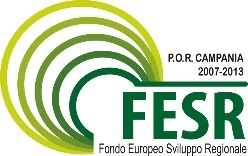 P.O.R. CAMPANIA
2007-2013
FESR
Fondo Europeo Sviluppo Regionale